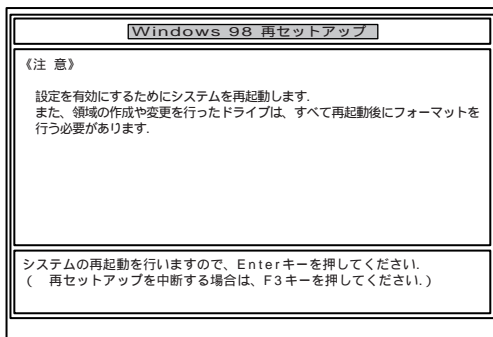 Windows 98 再セットアップ
《注 意》
設定を有効にするためにシステムを再起動します.
また、領域の作成や変更を行ったドライブは、すべて再起動後にフォーマットを
行う必要があります.
システムの再起動を行いますので、Enterキーを押してください.
( 再セットアップを中断する場合は、F3キーを押してください.)